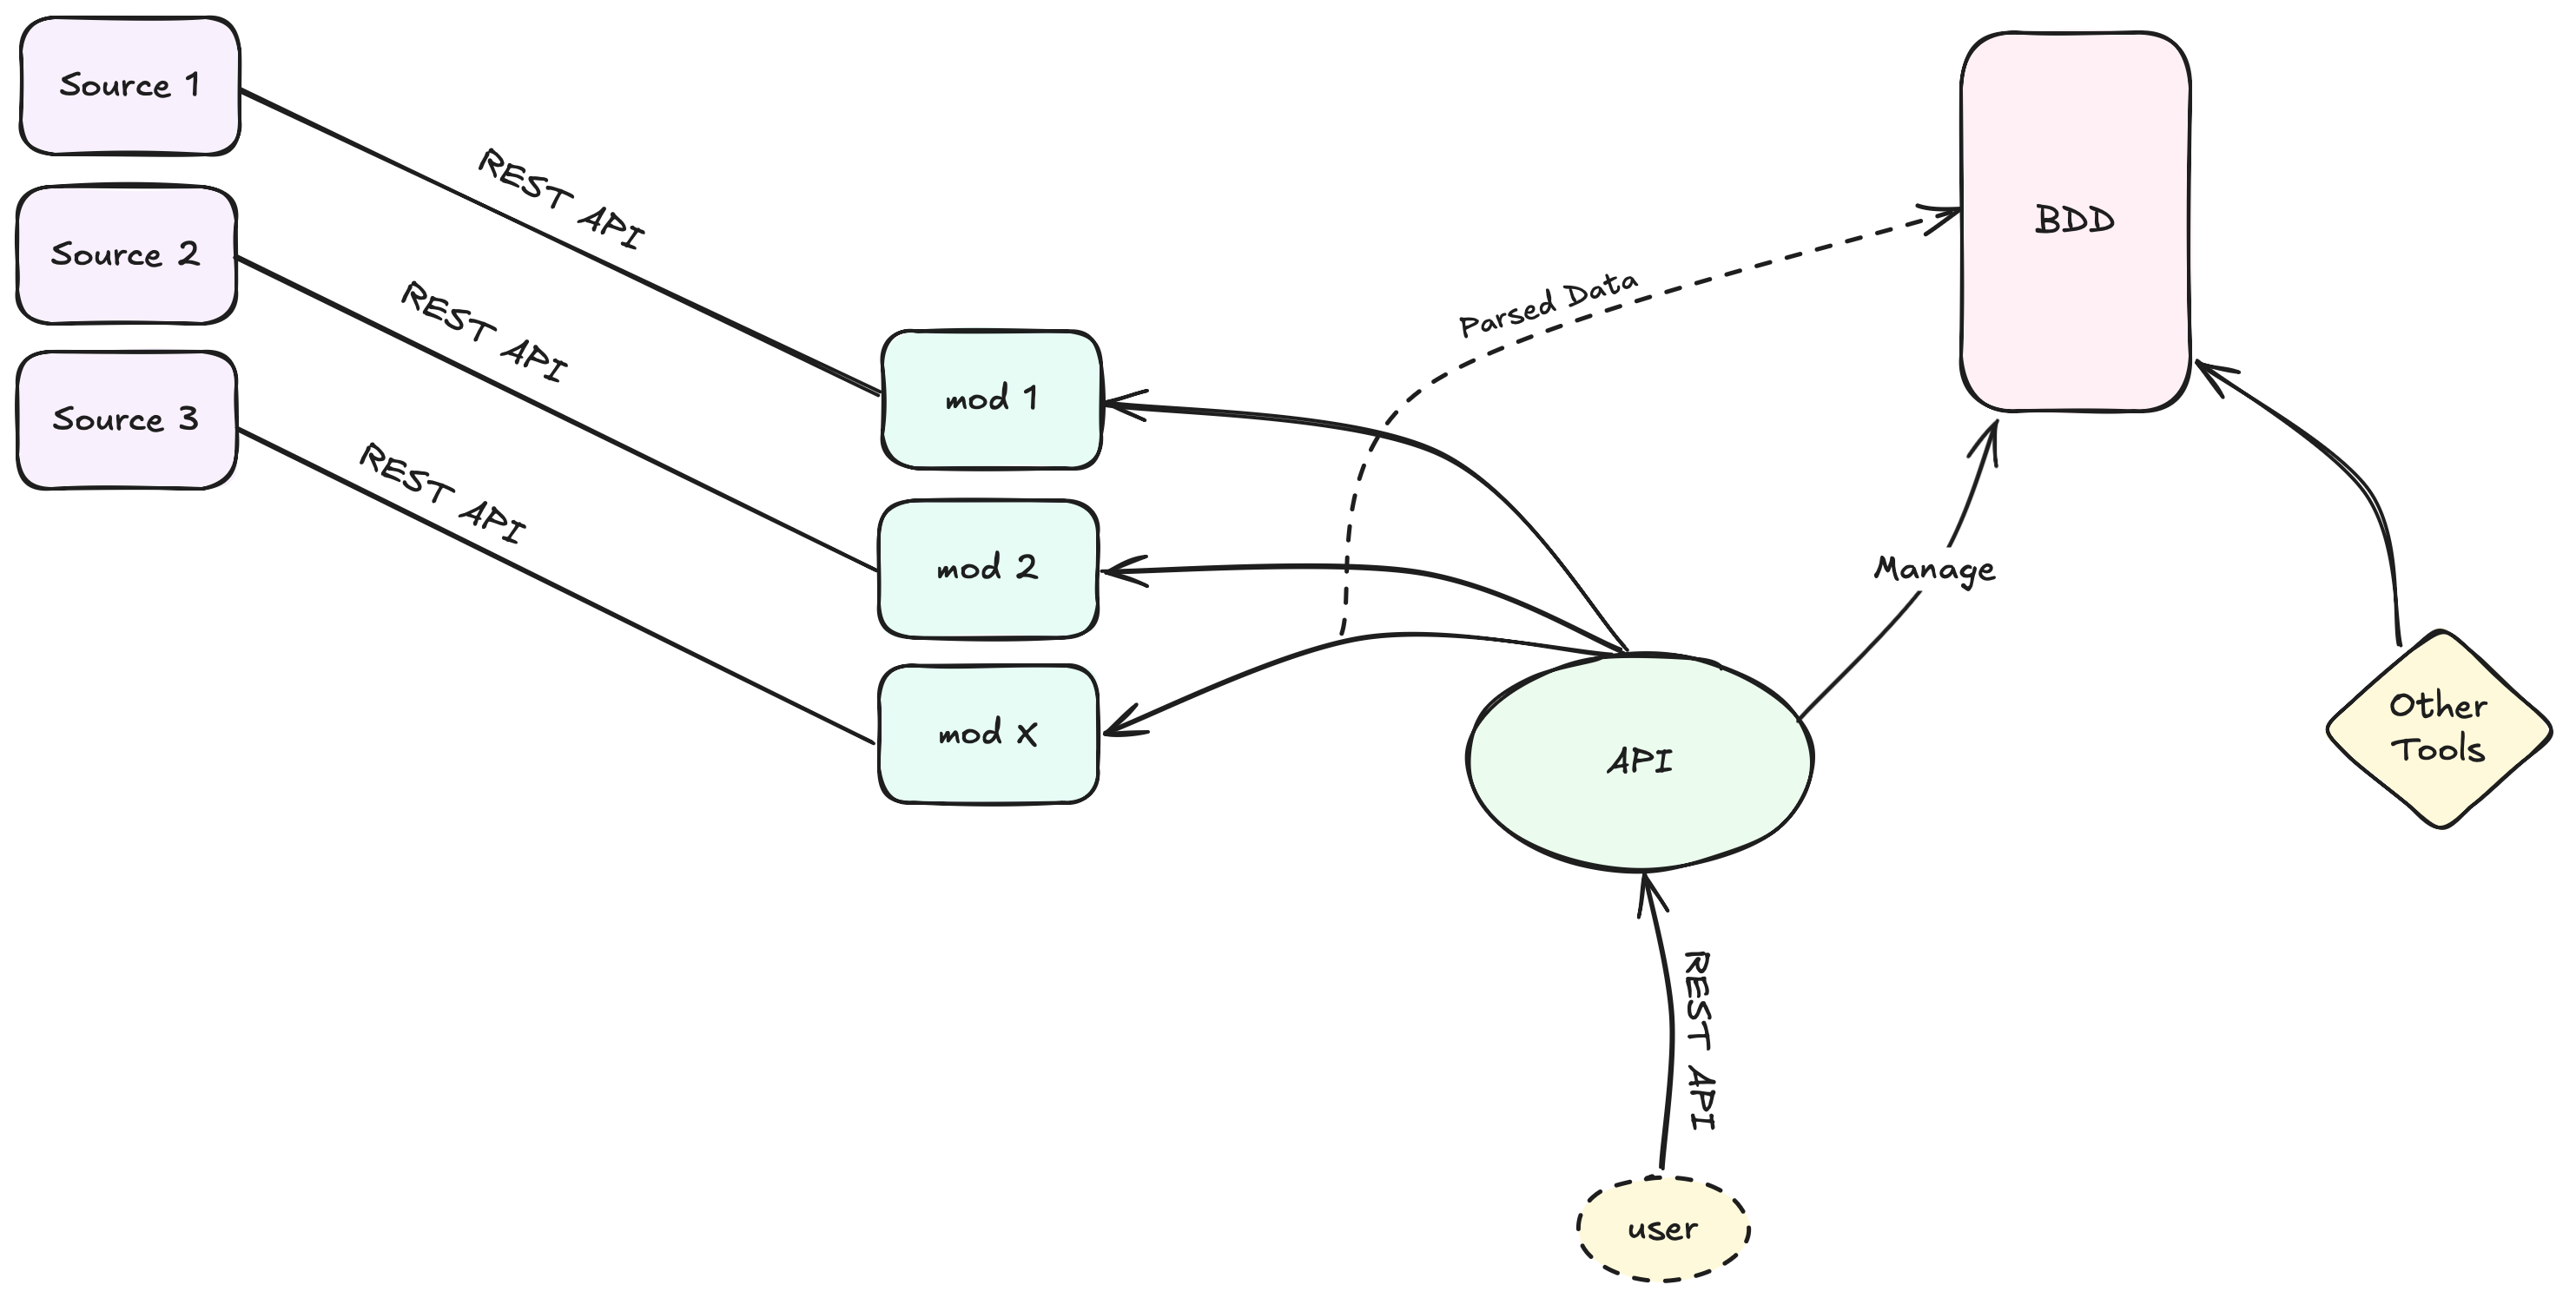 Source 1
REST API
Source 2
REST API
Source 3
REST API
mod 1
mod 2
mod X
Parsed Data
BDD
Manage
API
Other
Tools
REST API
user